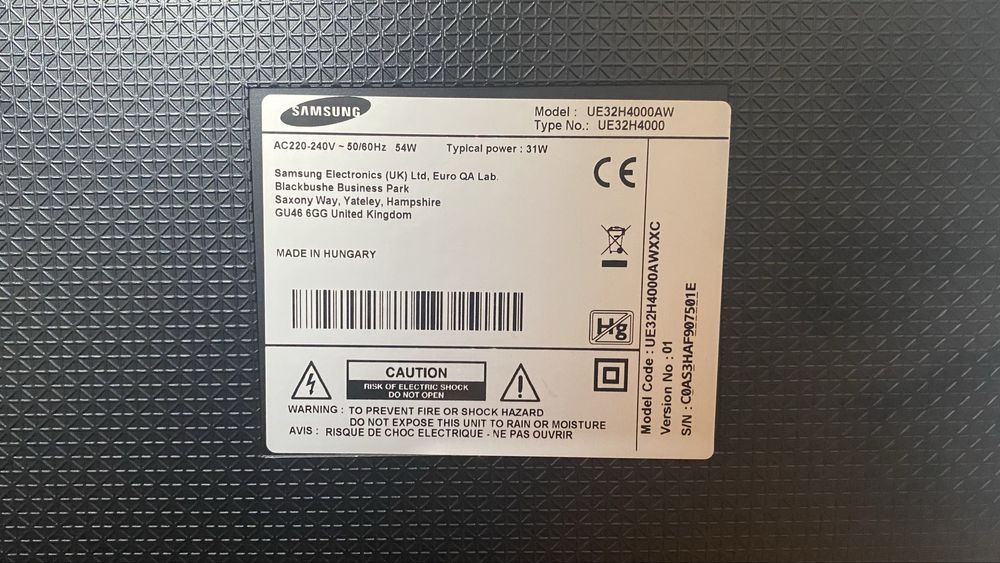 SAMSUNG
Model : UE32H4000AW
Type No.: UE32H4000
AC220-240V ~ 50/60Hz 54W Typical power : 31W
Samsung Electronics (UK) Ltd, Euro QA Lab.
Blackbushe Business Park
Saxony Way, Yateley, Hampshire
GU46 6GG United Kingdom
CE
MADE IN HUNGARY
Hg
CAUTION
RISK OF ELECTRIC SHOCK
DO NOT OPEN
WARNING : TO PREVENT FIRE OR SHOCK HAZARD
DO NOT EXPOSE THIS UNIT TO RAIN OR MOISTURE
AVIS : RISQUE DE CHOC ELECTRIQUE - NE PAS OUVRIR
Model Code : UE32H4000AWXXC
Version No : 01
S/N : C0AS3HAF907501E